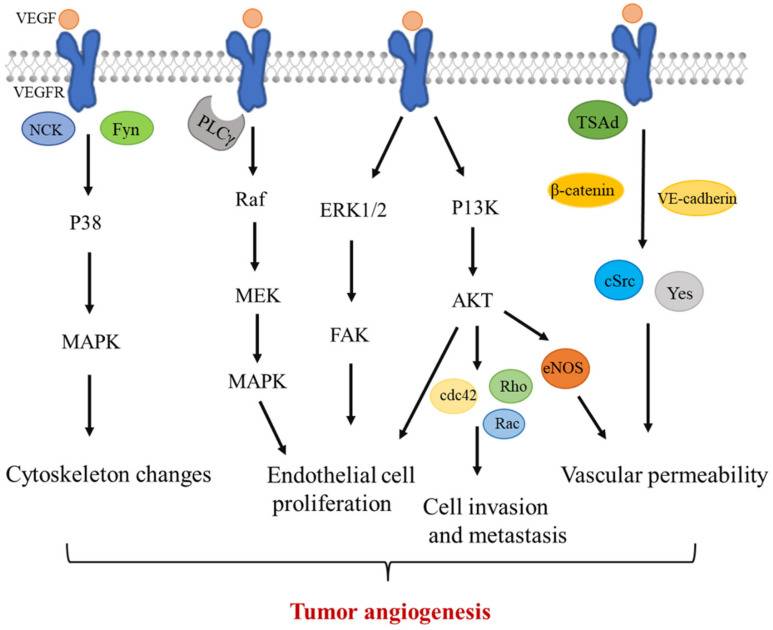 VEGF
VEGFR
NCK
Fyn
PLCγ
TSAd
β-catenin
VE-cadherin
Raf
ERK1/2
P13K
P38
cSrc
Yes
MEK
AKT
MAPK
FAK
eNOS
MAPK
cdc42
Rho
Rac
Cytoskeleton changes
Endothelial cell
proliferation
Vascular permeability
Cell invasion
and metastasis
Tumor angiogenesis